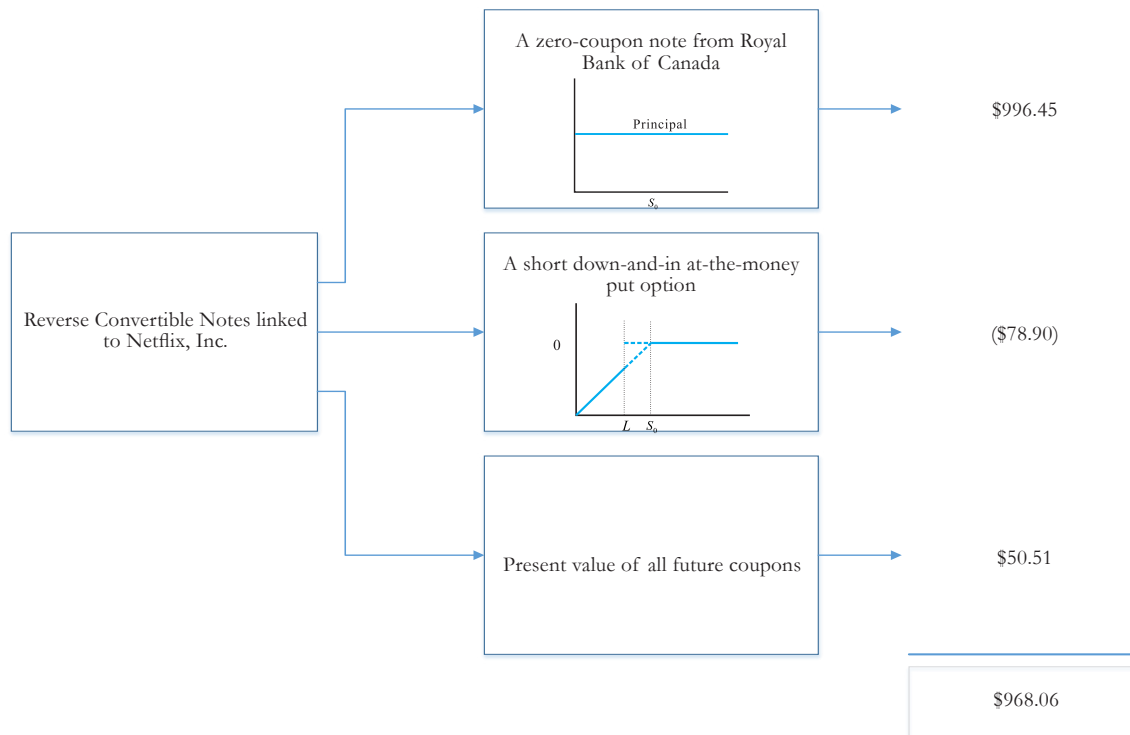 A zero-coupon note from Royal
Bank of Canada
Principal
S₀
$996.45
Reverse Convertible Notes linked
to Netflix, Inc.
A short down-and-in at-the-money
put option
0
L S₀
($78.90)
Present value of all future coupons
$50.51
$968.06